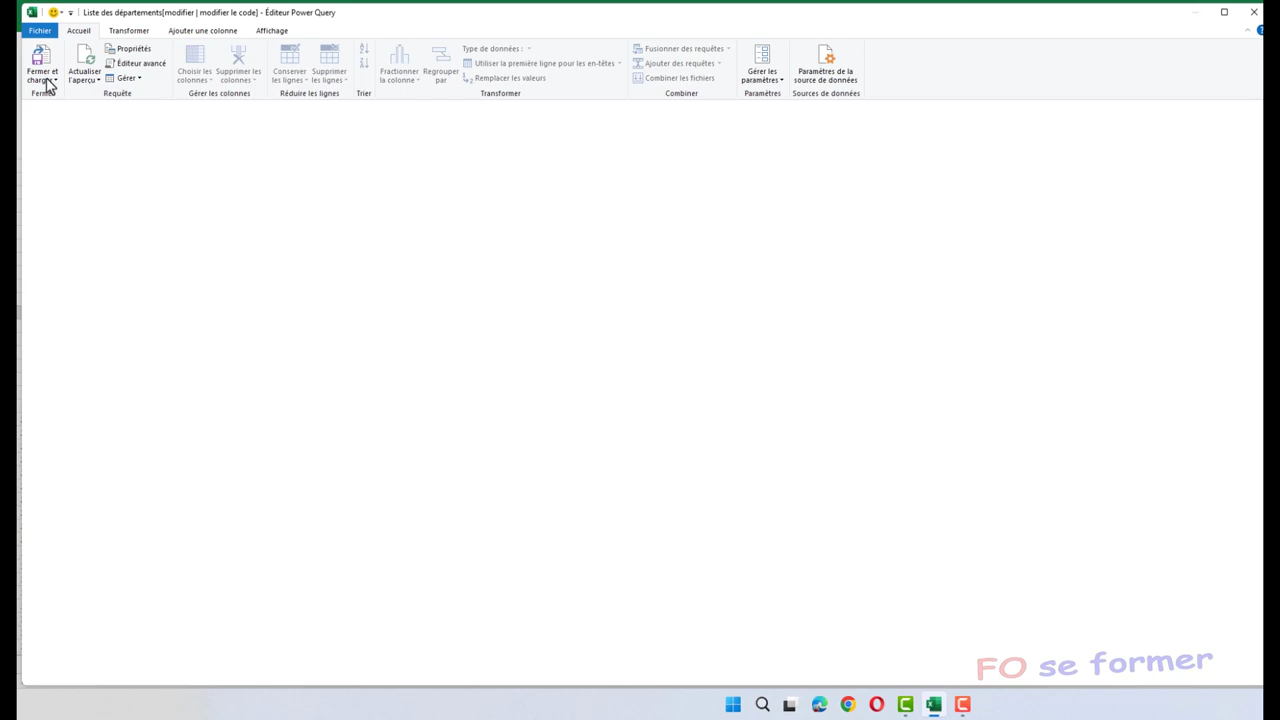 Liste des départements[modifier | modifier le code] - Éditeur Power Query
Fichier
Accueil
Transformer
Ajouter une colonne
Affichage
Fermer et
charger
Actualiser
l'aperçu
Propriétés
Éditeur avancé
Gérer
Choisir les
colonnes
Supprimer les
colonnes
Conserver
les lignes
Supprimer
les lignes
Fractionner
la colonne
Regrouper
par
Type de données :
Utiliser la première ligne pour les en-têtes
Remplacer les valeurs
Fusionner des requêtes
Ajouter des requêtes
Combiner les fichiers
Gérer les
paramètres
Paramètres de la
source de données
Requête
Gérer les colonnes
Réduire les lignes
Trier
Transformer
Combiner
Paramètres
Sources de données
FO se former